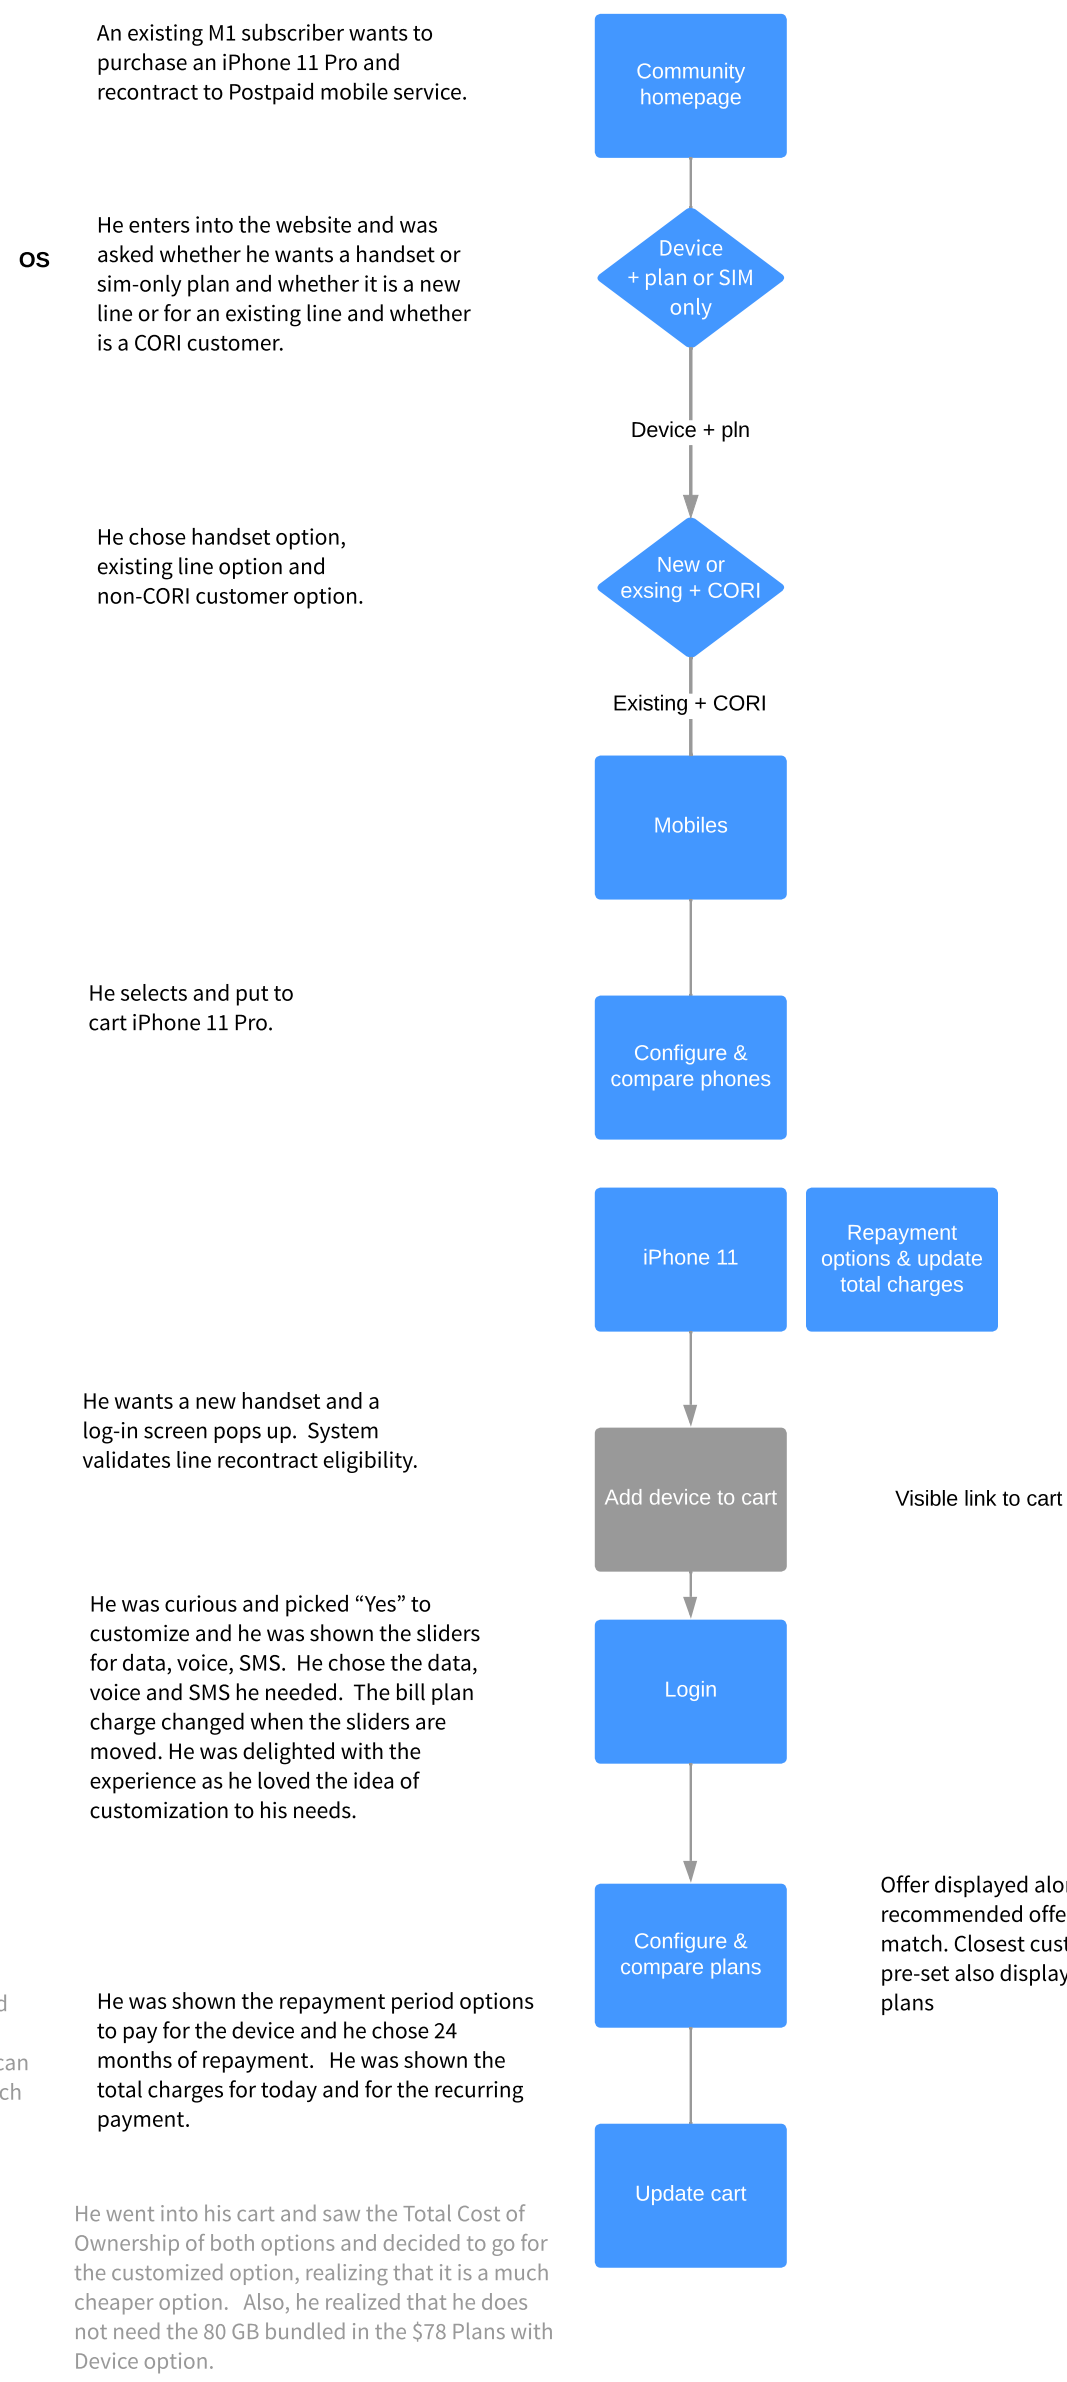 An existing M1 subscriber wants to
purchase an iPhone 11 Pro and
recontract to Postpaid mobile service.
Community
homepage
OS
He enters into the website and was
asked whether he wants a handset or
sim-only plan and whether it is a new
line or for an existing line and whether
is a CORI customer.
Device
+ plan or SIM
only
Device + pln
He chose handset option,
existing line option and
non-CORI customer option.
New or
exsing + CORI
Existing + CORI
Mobiles
He selects and put to
cart iPhone 11 Pro.
Configure &
compare phones
iPhone 11
Repayment
options & update
total charges
He wants a new handset and a
log-in screen pops up.  System
validates line recontract eligibility.
Add device to cart
Visible link to cart
He was curious and picked “Yes” to
customize and he was shown the sliders
for data, voice, SMS.  He chose the data,
voice and SMS he needed.  The bill plan
charge changed when the sliders are
moved. He was delighted with the
experience as he loved the idea of
customization to his needs.
Login
Configure &
compare plans
Offer displayed
recommended
match. Closest
pre-set also
plans
He was shown the repayment period options
to pay for the device and he chose 24
months of repayment.   He was shown the
total charges for today and for the recurring
payment.
can
Update cart
He went into his cart and saw the Total Cost of
Ownership of both options and decided to go for
the customized option, realizing that it is a much
cheaper option.   Also, he realized that he does
not need the 80 GB bundled in the $78 Plans with
Device option.